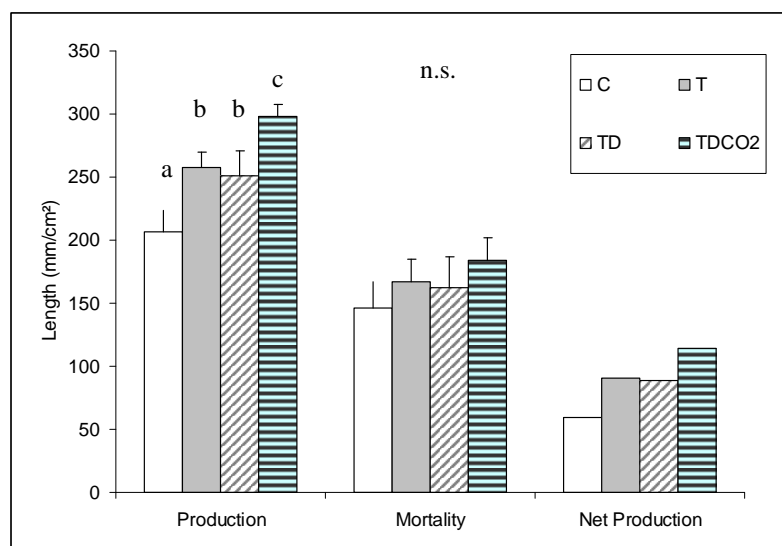 350
300
250
200
150
100
50
0
Length (mm/cm²)
a
b
b
c
n.s.
C
T
TD
TDCO2
Production
Mortality
Net Production